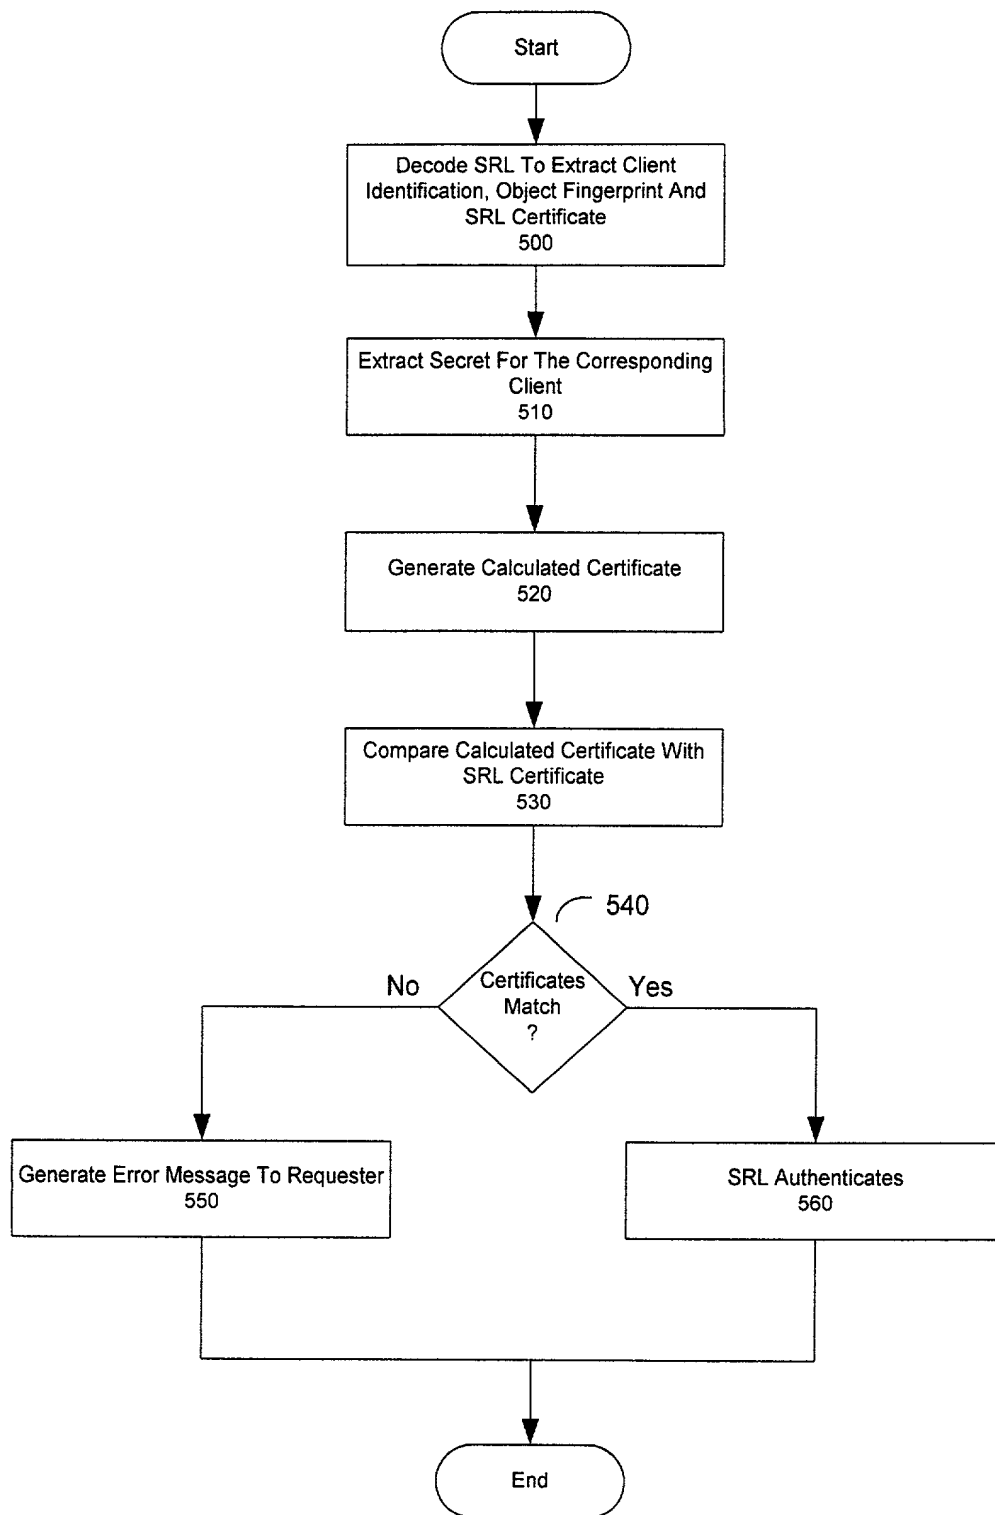 Start
Decode SRL To Extract Client
Identification, Object Fingerprint And
SRL Certificate
500
Extract Secret For The Corresponding
Client
510
Generate Calculated Certificate
520
Compare Calculated Certificate With
SRL Certificate
530
540
Certificates
Match
?
No
Yes
Generate Error Message To Requester
550
SRL Authenticates
560
End